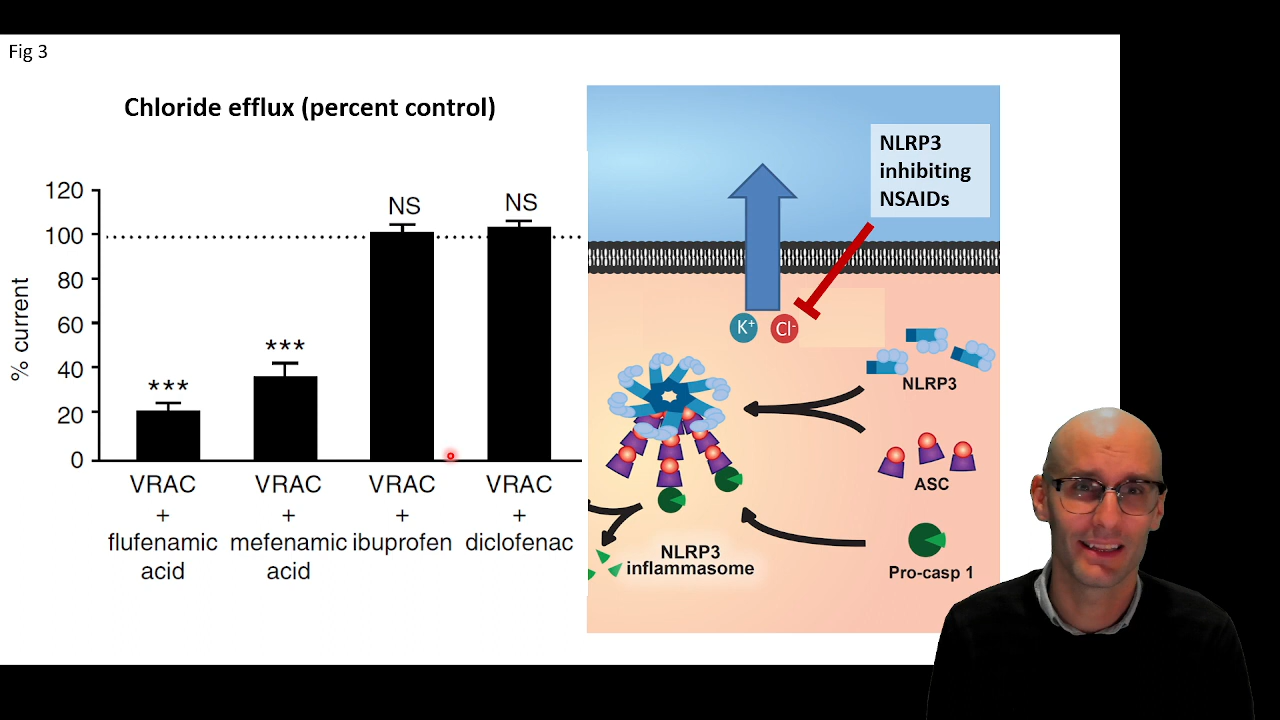 Fig 3
Chloride efflux (percent control)
120
100
80
60
40
20
0
% current
***
***
NS
NS
VRAC
+
flufenamic
acid
VRAC
+
mefenamic
acid
VRAC
+
ibuprofen
VRAC
+
diclofenac
NLRP3
inhibiting
NSAIDs
K+
Cl-
NLRP3
ASC
NLRP3
inflammasome
Pro-casp 1